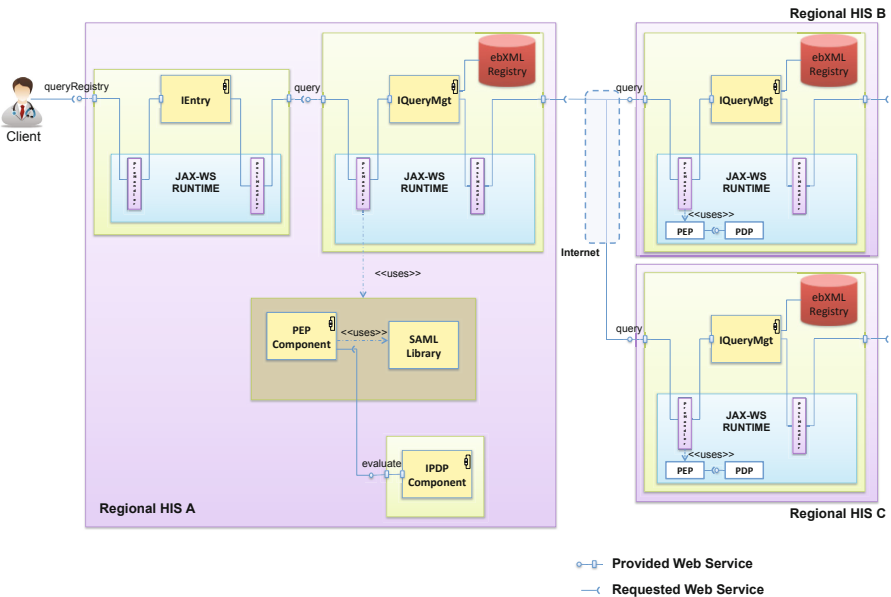 Regional HIS B
ebXML
Registry
ebXML
Registry
queryRegistry
query
query
IEntry
IQueryMgt
IQueryMgt
Client
JAX-WS
RUNTIME
JAX-WS
RUNTIME
JAX-WS
RUNTIME
<<uses>>
PEP
PDP
Internet
<<uses>>
ebXML
Registry
PEP
Component
<<uses>>
SAML
Library
query
IQueryMgt
JAX-WS
RUNTIME
<<uses>>
PEP
PDP
evaluate
IPDP
Component
Regional HIS A
Regional HIS C
Provided Web Service
Requested Web Service